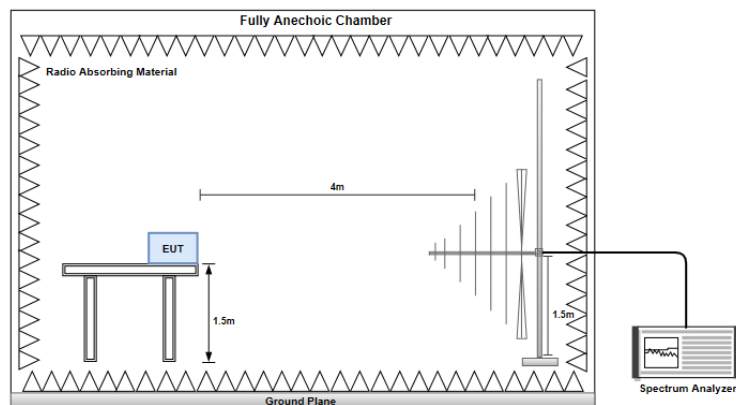 Fully Anechoic Chamber
Radio Absorbing Material
4m
EUT
1.5m
1.5m
Spectrum Analyzer
Ground Plane